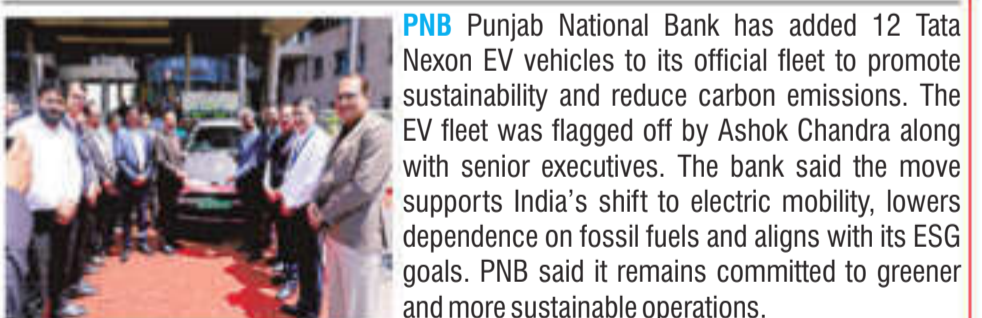 PNB Punjab National Bank has added 12 Tata
Nexon EV vehicles to its official fleet to promote
sustainability and reduce carbon emissions. The
EV fleet was flagged off by Ashok Chandra along
with senior executives. The bank said the move
supports India’s shift to electric mobility, lowers
dependence on fossil fuels and aligns with its ESG
goals. PNB said it remains committed to greener
and more sustainable operations.